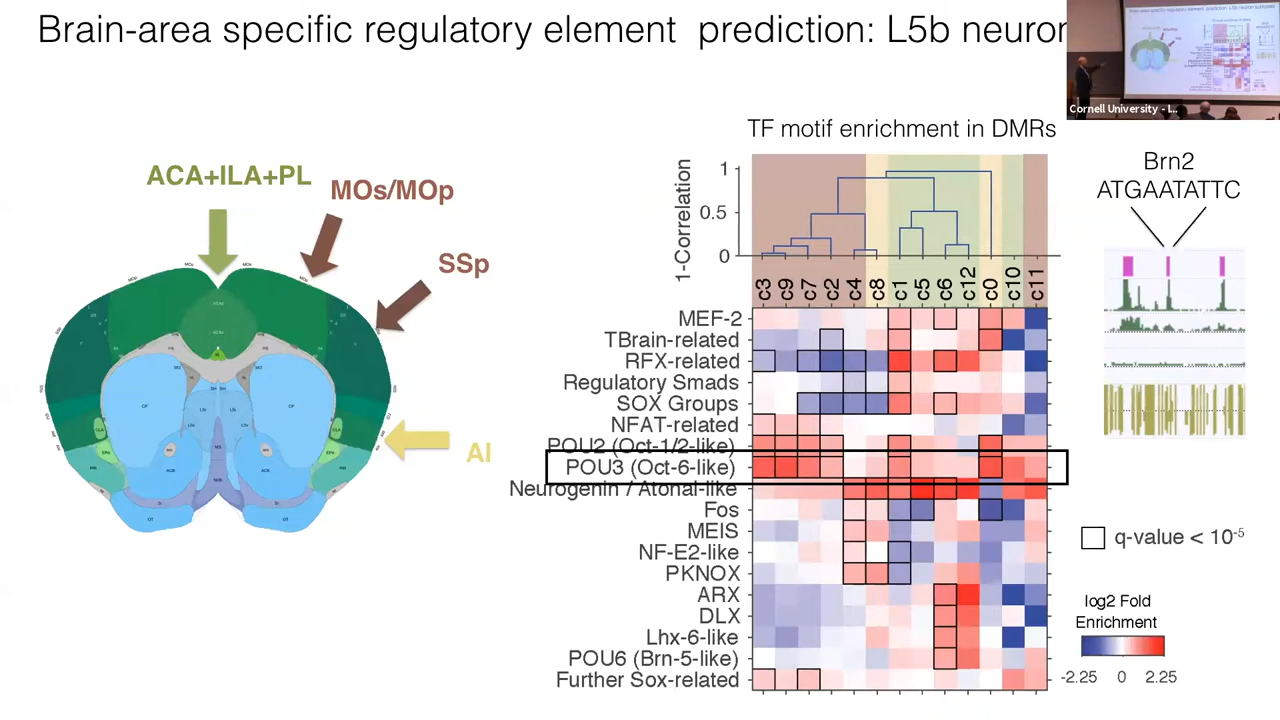 Brain-area specific regulatory element prediction: L5b neuron
Cornell University - I...
TF motif enrichment in DMRs
ACA+ILA+PL
MOs/MOp
SSp
AI
1-Correlation
1
0.5
0
c3 c9 c7 c2 c4 c8 c1 c5 c6 c12 c0 c10 c11
MEF-2
TBrain-related
RFX-related
Regulatory Smads
SOX Groups
NFAT-related
POU2 (Oct-1/2-like)
POU3 (Oct-6-like)
Neurogenin / Atonal-like
Fos
MEIS
NF-E2-like
PKNOX
ARX
DLX
Lhx-6-like
POU6 (Brn-5-like)
Further Sox-related
Brn2
ATGAATATTC
q-value < 10-5
log2 Fold
Enrichment
-2.25 0 2.25